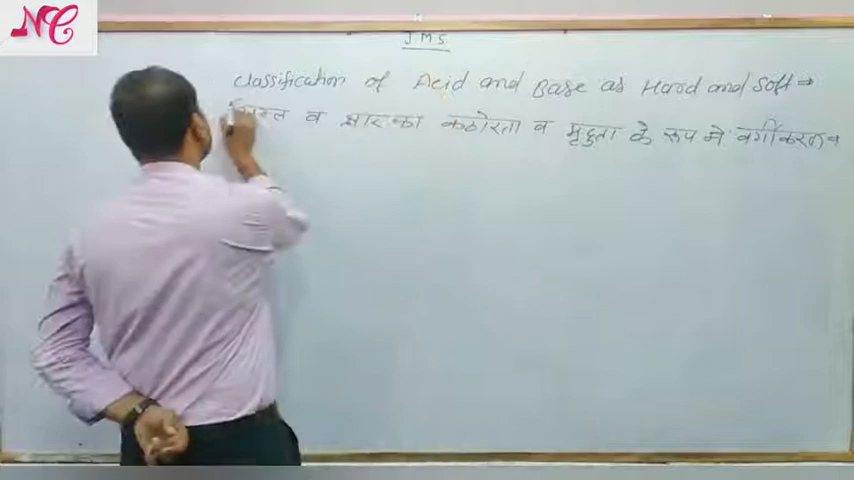 NC
JMS
Classification of Acid and Base as Hard and Soft ⇒
व क्षार का कठोरता व मृदुता के रूप मे वर्गीकरण ⇒